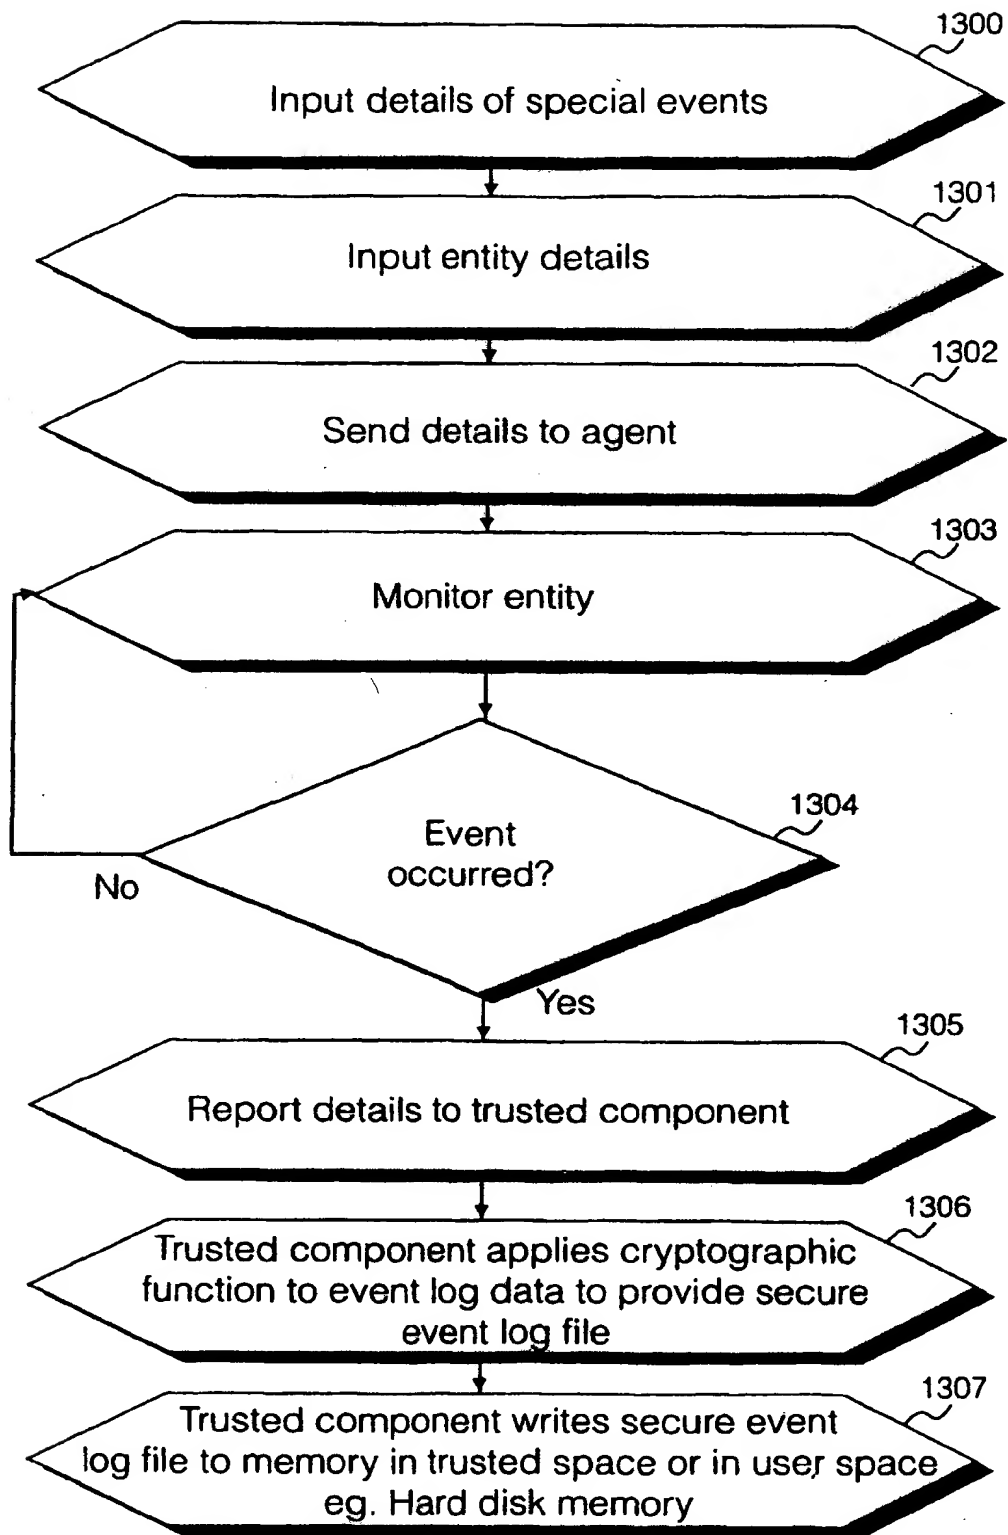 1300
Input details of special events
1301
Input entity details
1302
Send details to agent
1303
Monitor entity
1304
Event
occurred?
No
Yes
1305
Report details to trusted component
1306
Trusted component applies cryptographic
function to event log data to provide secure
event log file
1307
Trusted component writes secure event
log file to memory in trusted space or in user space
eg. Hard disk memory